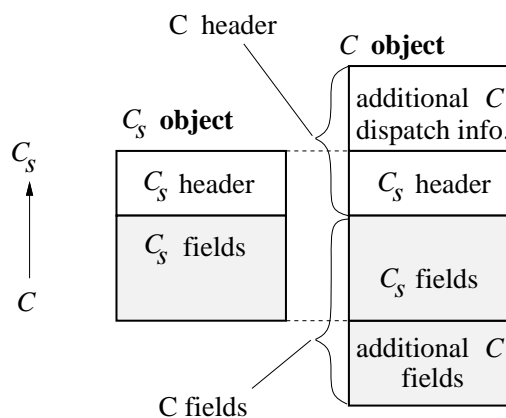 C header
C object
additional C
dispatch info.
C_s object
C_s
C_s header
C_s header
C_s fields
C_s fields
C
additional C
fields
C fields